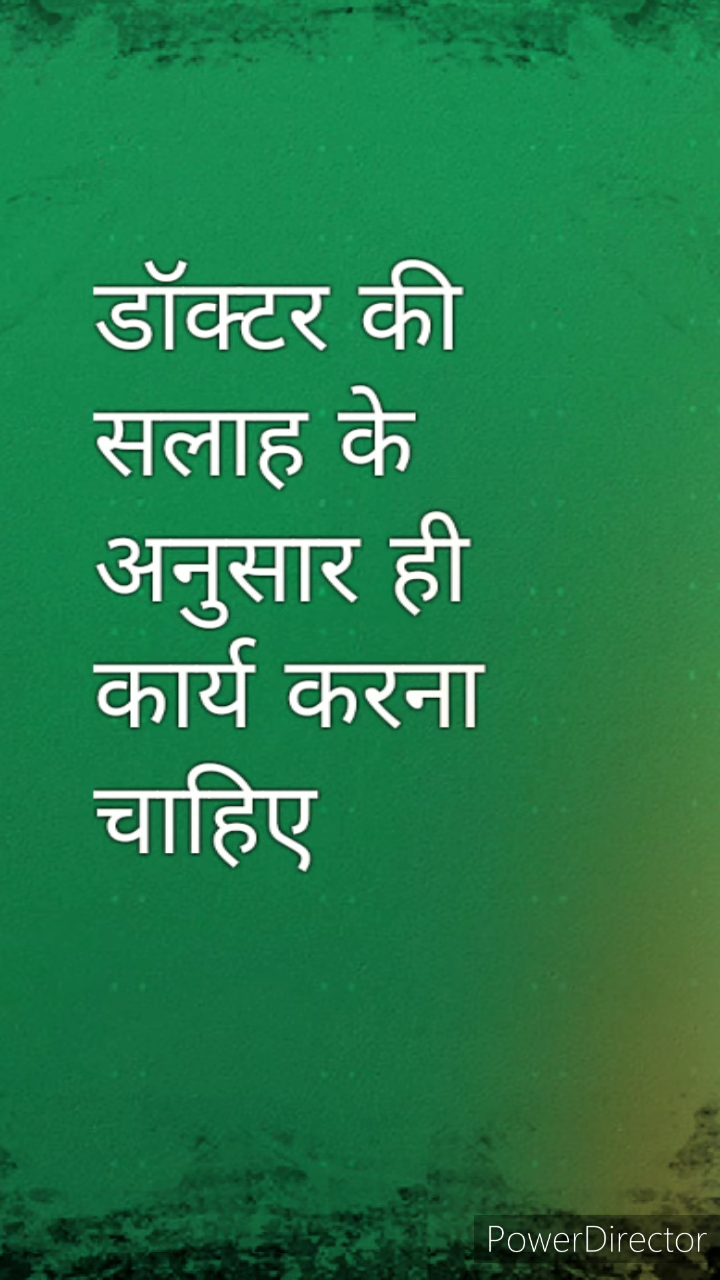 डॉक्टर की
सलाह के
अनुसार ही
कार्य करना
चाहिए
PowerDirector